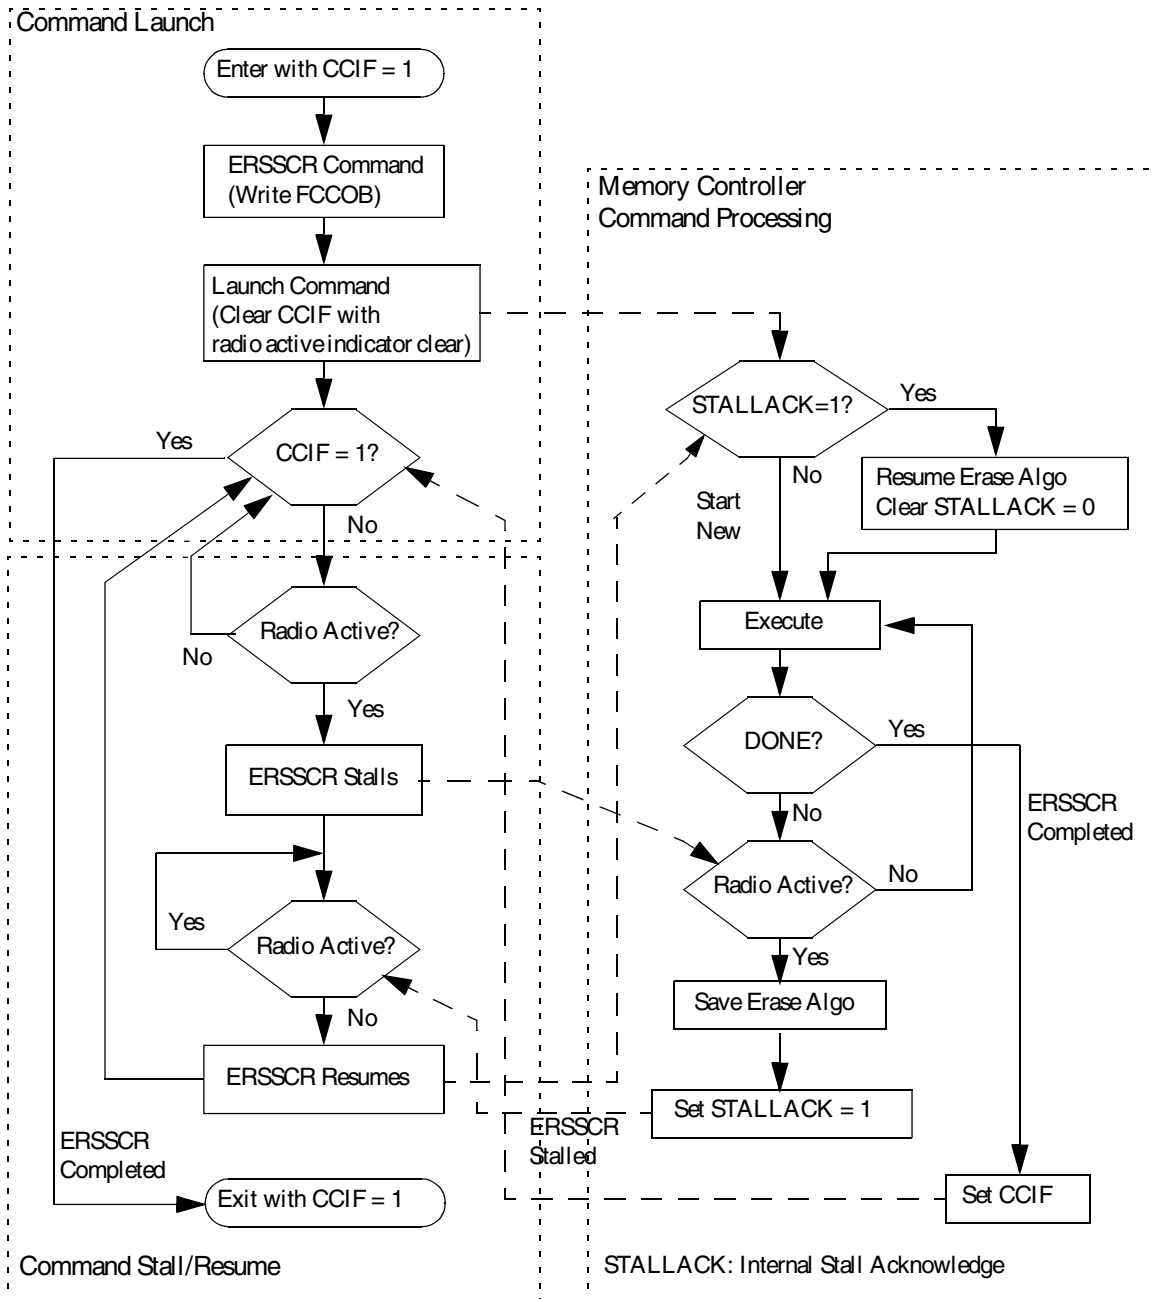 Command Launch
Enter with CCIF = 1
ERSSCR Command
(Write FCCOB)
Launch Command
(Clear CCIF with
radio active indicator clear)
CCIF = 1?
Yes
No
Radio Active?
No
Yes
ERSSCR Stalls
Radio Active?
Yes
No
ERSSCR Resumes
ERSSCR
Completed
Exit with CCIF = 1
Command Stall/Resume
Memory Controller
Command Processing
STALLACK=1?
Yes
No
Start
New
Resume Erase Algo
Clear STALLACK = 0
Execute
DONE?
Yes
No
ERSSCR
Completed
Radio Active?
No
Yes
Save Erase Algo
Set STALLACK = 1
ERSSCR
Stalled
Set CCIF
STALLACK: Internal Stall Acknowledge